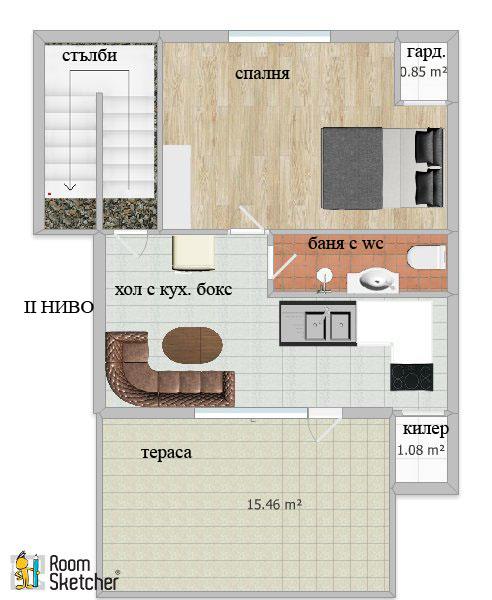 стълби
спалня
гард.
0.85 m²
баня с wc
хол с кух. бокс
II НИВО
килер
1.08 m²
тераса
15.46 m²
Room
Sketcher®